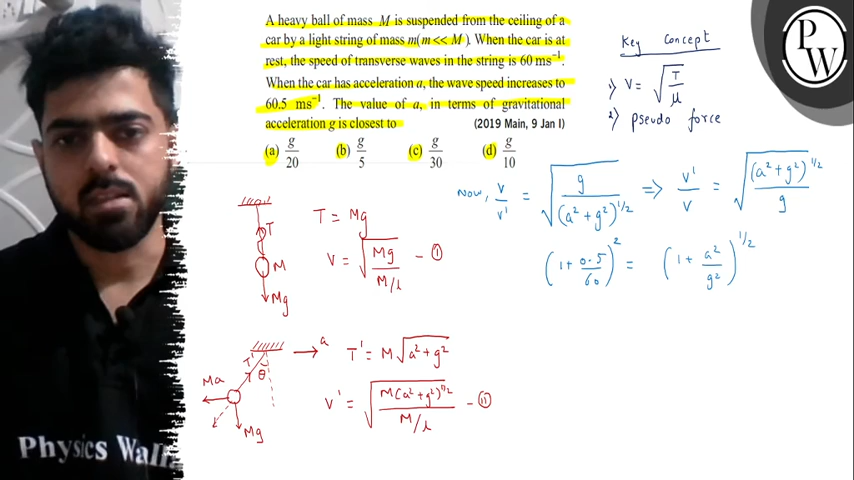 A heavy ball of mass M is suspended from the ceiling of a
car by a light string of mass m(m << M). When the car is at
rest, the speed of transverse waves in the string is 60 ms⁻¹.
When the car has acceleration a, the wave speed increases to
60.5 ms⁻¹. The value of a, in terms of gravitational
acceleration g is closest to (2019 Main, 9 Jan I)
(a) g/20 (b) g/5 (c) g/30 (d) g/10
Key Concept
1) V = √(T/μ)
2) pseudo force
PW
T
M
Mg
T = Mg
V = √(Mg/(M/l)) - ①
a
T'
θ
Ma
Mg
T' = M√(a² + g²)
V' = √(M(a² + g²)^1/2/(M/l)) - ⑪
Now, V/V' = √(g/(a² + g²)^1/2) ⇒ V'/V = √((a² + g²)^1/2/g)
(1 + 0.5/60)² = (1 + a²/g²)^1/2
Physics Walla